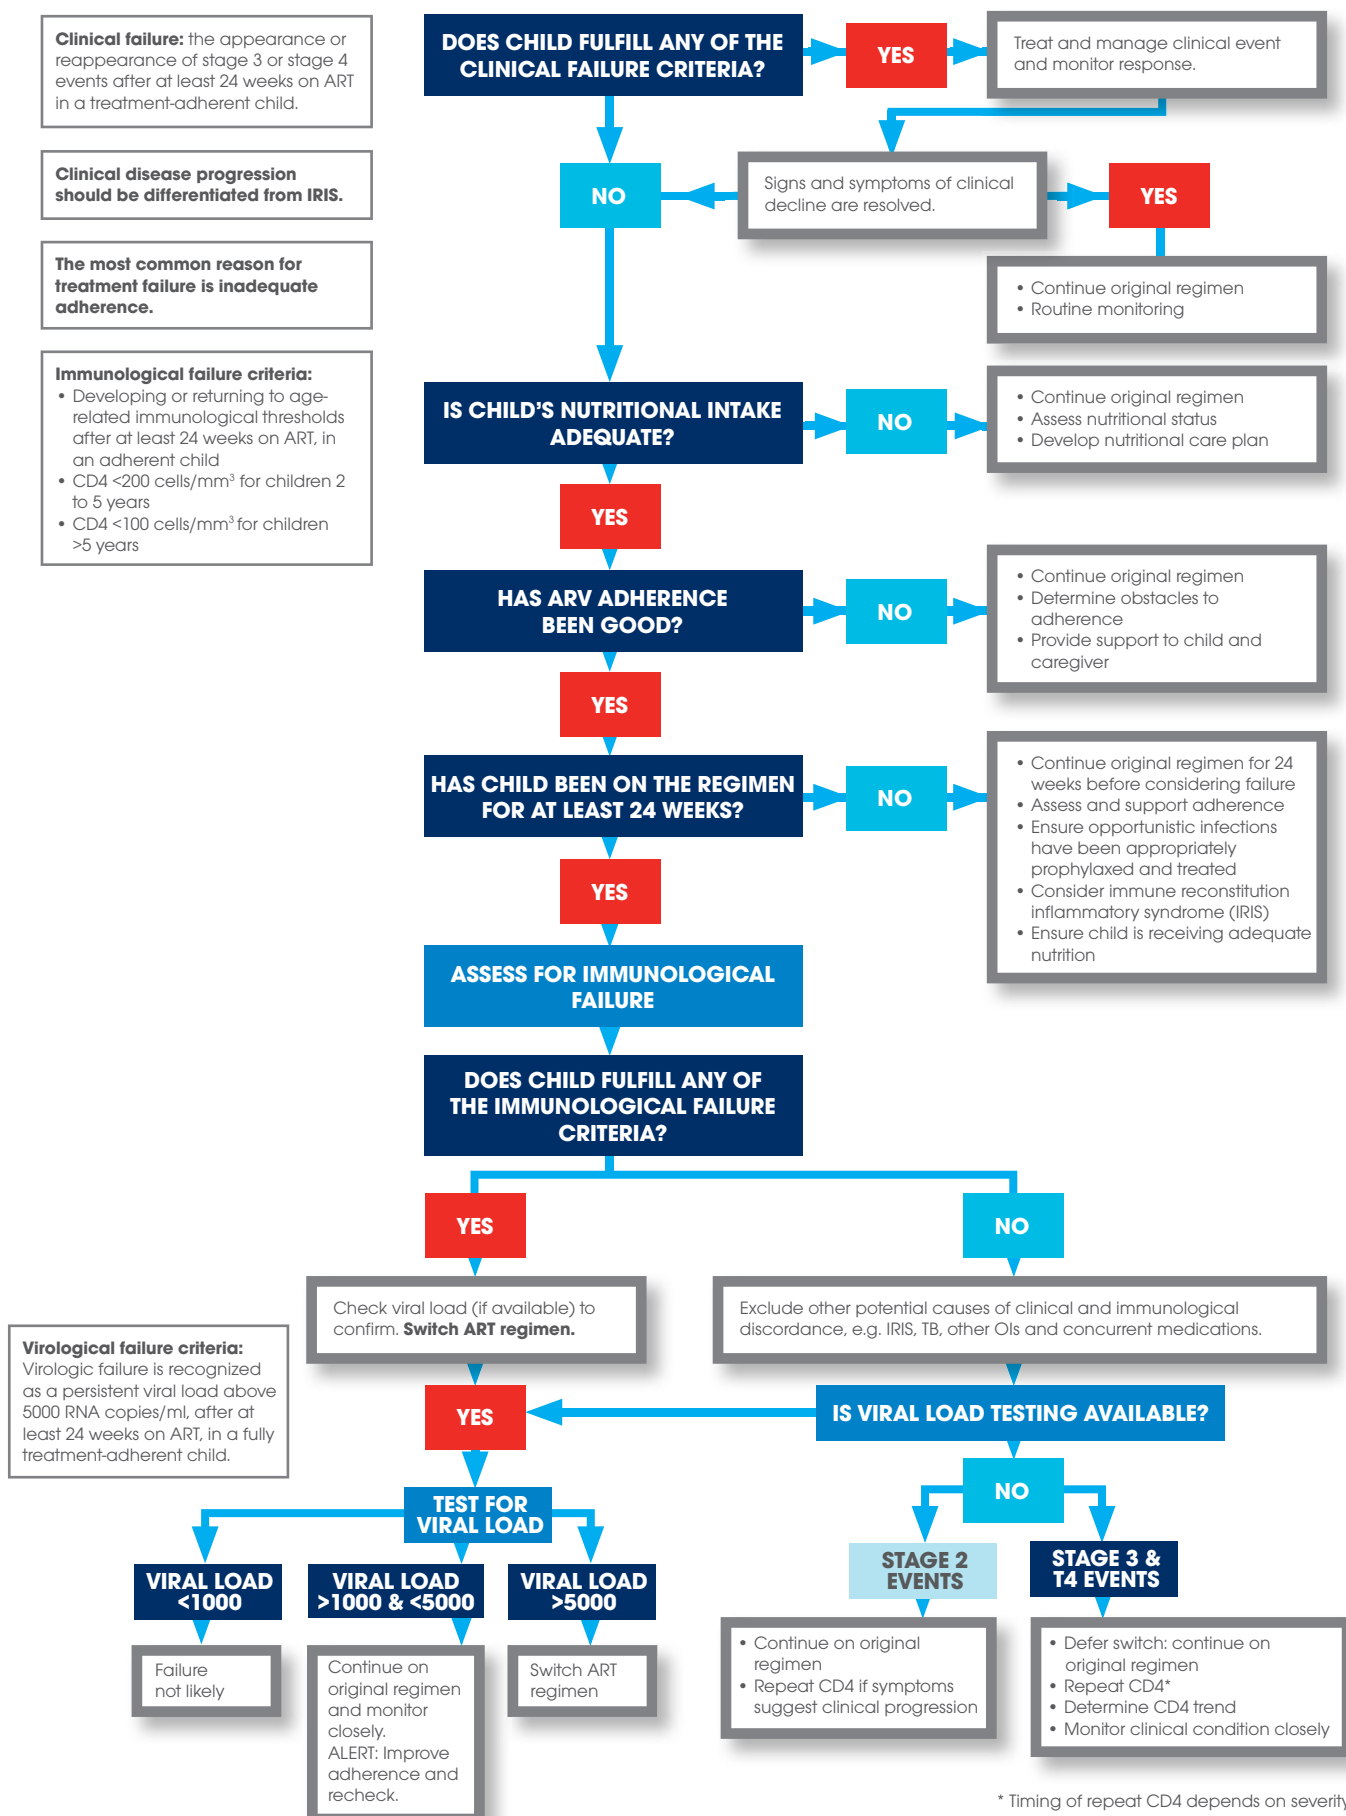 Clinical failure: the appearance or
reappearance of stage 3 or stage 4
events after at least 24 weeks on ART
in a treatment-adherent child.
Clinical disease progression
should be differentiated from IRIS.
The most common reason for
treatment failure is inadequate
adherence.
Immunological failure criteria:
• Developing or returning to age-
related immunological thresholds
after at least 24 weeks on ART, in
an adherent child
• CD4 <200 cells/mm³ for children 2
to 5 years
• CD4 <100 cells/mm³ for children
>5 years
DOES CHILD FULFILL ANY OF THE
CLINICAL FAILURE CRITERIA?
YES
Treat and manage clinical event
and monitor response.
NO
Signs and symptoms of clinical
decline are resolved.
YES
• Continue original regimen
• Routine monitoring
IS CHILD'S NUTRITIONAL INTAKE
ADEQUATE?
NO
• Continue original regimen
• Assess nutritional status
• Develop nutritional care plan
YES
HAS ARV ADHERENCE
BEEN GOOD?
NO
• Continue original regimen
• Determine obstacles to
adherence
• Provide support to child and
caregiver
YES
HAS CHILD BEEN ON THE REGIMEN
FOR AT LEAST 24 WEEKS?
NO
• Continue original regimen for 24
weeks before considering failure
• Assess and support adherence
• Ensure opportunistic infections
have been appropriately
prophylaxed and treated
• Consider immune reconstitution
inflammatory syndrome (IRIS)
• Ensure child is receiving adequate
nutrition
YES
ASSESS FOR IMMUNOLOGICAL
FAILURE
DOES CHILD FULFILL ANY OF
THE IMMUNOLOGICAL FAILURE
CRITERIA?
YES
NO
Check viral load (if available) to
confirm. Switch ART regimen.
Exclude other potential causes of clinical and immunological
discordance, e.g. IRIS, TB, other OIs and concurrent medications.
Virological failure criteria:
Virologic failure is recognized
as a persistent viral load above
5000 RNA copies/ml, after at
least 24 weeks on ART, in a fully
treatment-adherent child.
YES
IS VIRAL LOAD TESTING AVAILABLE?
NO
TEST FOR
VIRAL LOAD
VIRAL LOAD
<1000
VIRAL LOAD
>1000 & <5000
VIRAL LOAD
>5000
STAGE 2
EVENTS
STAGE 3 &
T4 EVENTS
Failure
not likely
Continue on
original regimen
and monitor
closely.
ALERT: Improve
adherence and
recheck.
Switch ART
regimen
• Continue on original
regimen
• Repeat CD4 if symptoms
suggest clinical progression
• Defer switch: continue on
original regimen
• Repeat CD4*
• Determine CD4 trend
• Monitor clinical condition closely
* Timing of repeat CD4 depends on severity